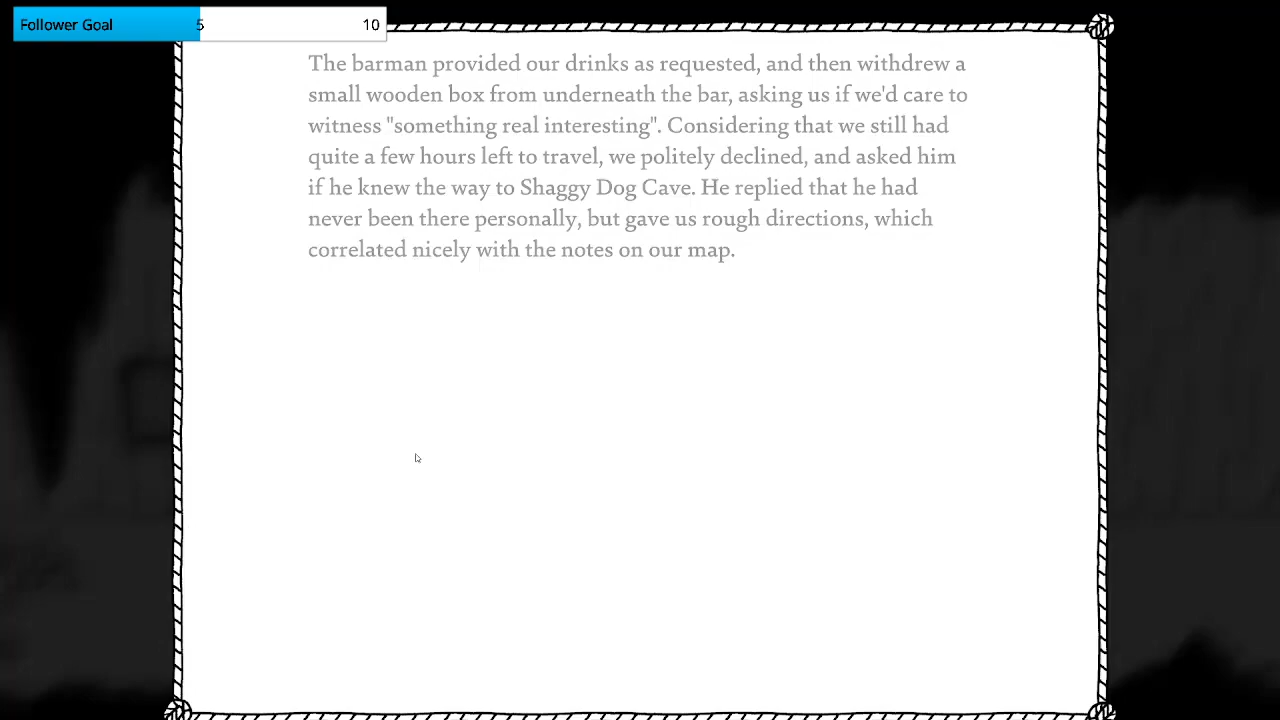 Follower Goal 5 10
The barman provided our drinks as requested, and then withdrew a
small wooden box from underneath the bar, asking us if we'd care to
witness "something real interesting". Considering that we still had
quite a few hours left to travel, we politely declined, and asked him
if he knew the way to Shaggy Dog Cave. He replied that he had
never been there personally, but gave us rough directions, which
correlated nicely with the notes on our map.